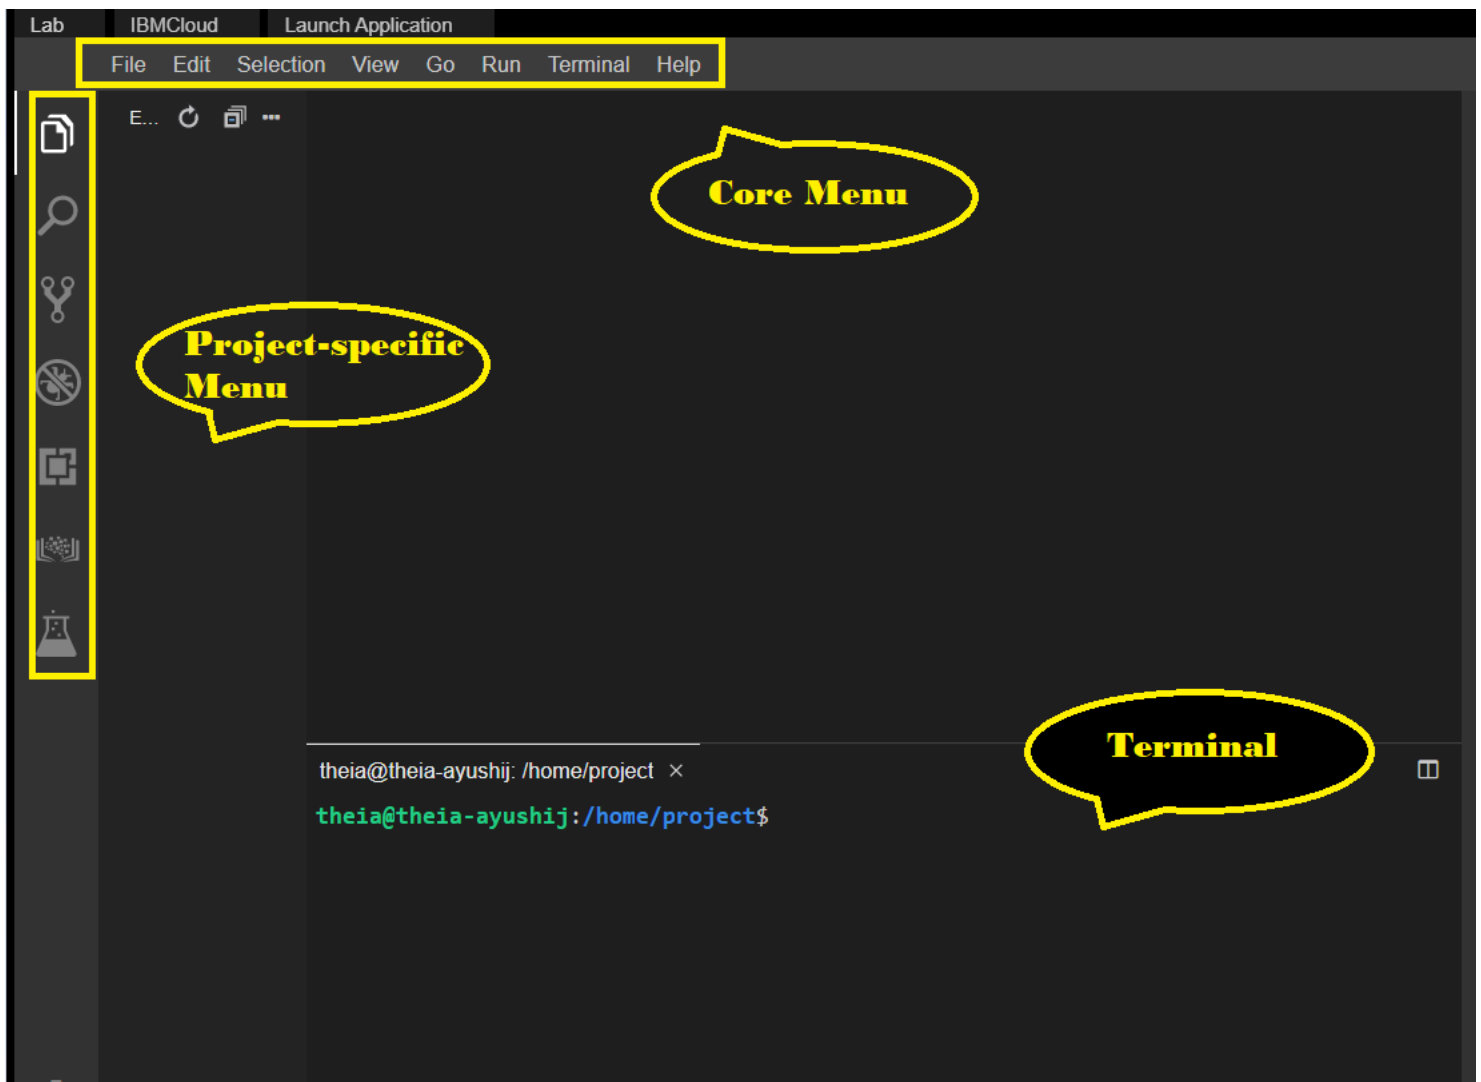 Lab IBMCloud Launch Application
File Edit Selection View Go Run Terminal Help
E...
Core Menu
Project-specific
Menu
Terminal
theia@theia-ayushij: /home/project ×
theia@theia-ayushij:/home/project$